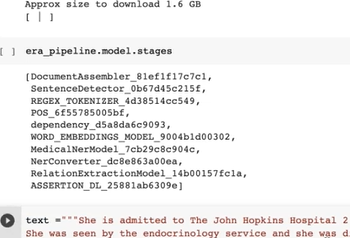 Approx size to download 1.6 GB
[ | ]
[ ] era_pipeline.model.stages
[DocumentAssembler_81ef1f17c7c1,
SentenceDetector_0b67d45c215f,
REGEX_TOKENIZER_4d38514cc549,
POS_6f55785005bf,
dependency_d5a8da6c9093,
WORD_EMBEDDINGS_MODEL_9004b1d00302,
MedicalNerModel_7cb29c8c904c,
NerConverter_dc8e863a00ea,
RelationExtractionModel_14b00157fc1a,
ASSERTION_DL_25881ab6309e]
text ="""She is admitted to The John Hopkins Hospital 2
She was seen by the endocrinology service and she was d